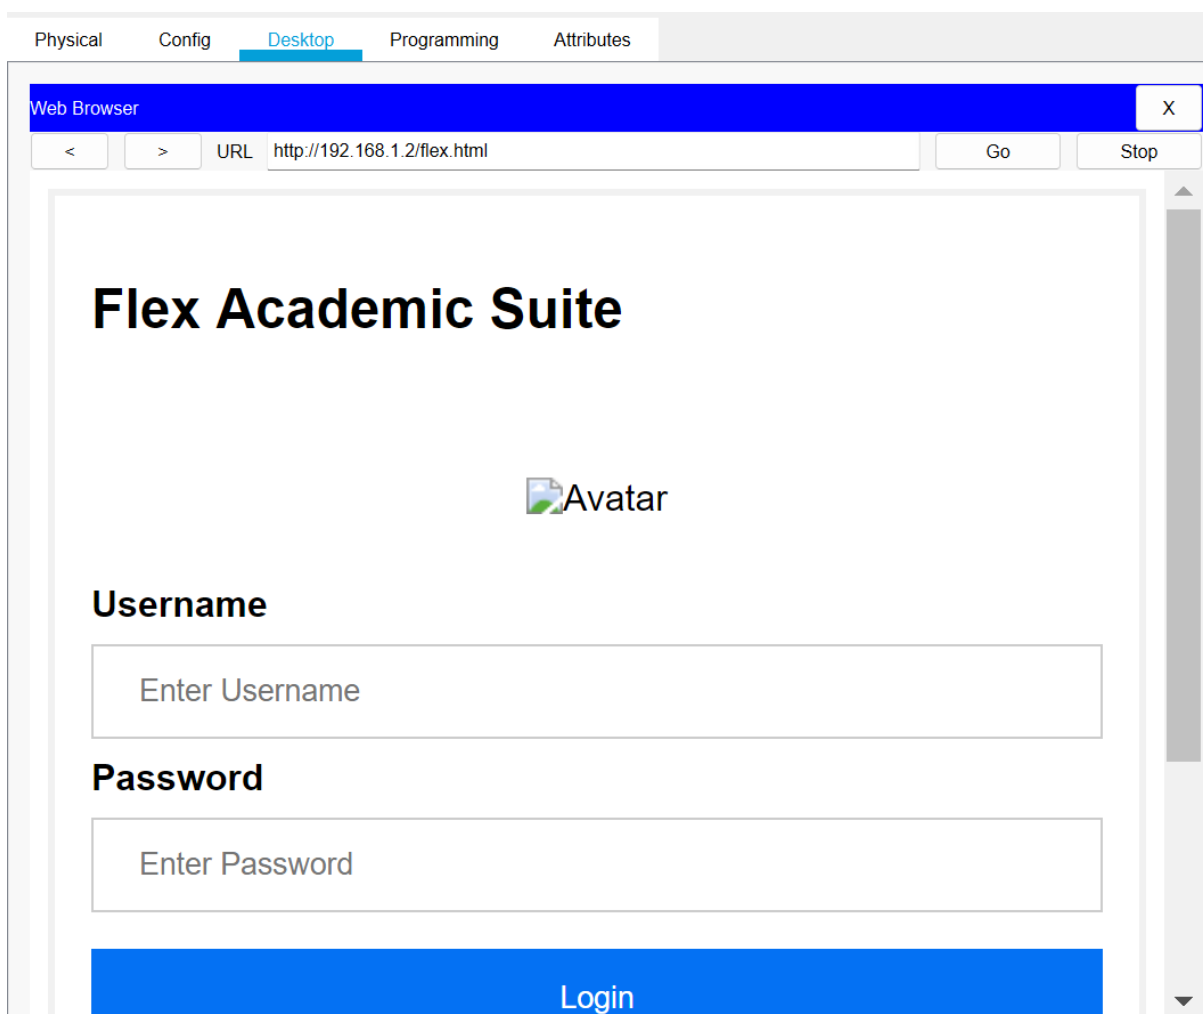 Physical Config Desktop Programming Attributes
Web Browser X
< > URL http://192.168.1.2/flex.html Go Stop
Flex Academic Suite
Avatar
Username
Enter Username
Password
Enter Password
Login